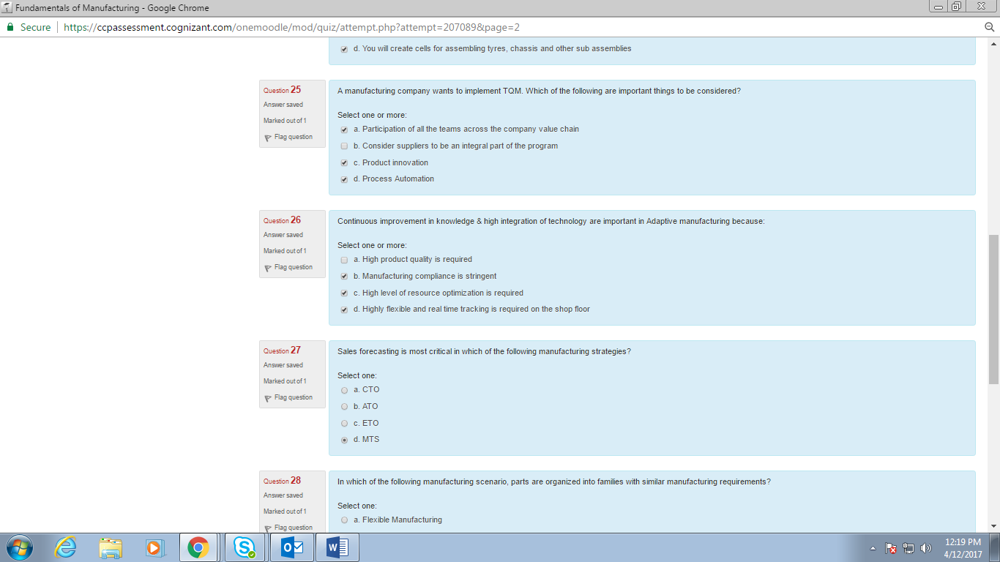 Fundamentals of Manufacturing - Google Chrome
Secure https://ccpassessment.cognizant.com/onemoodle/mod/quiz/attempt.php?attempt=207089&page=2
d. You will create cells for assembling tyres, chassis and other sub assemblies
Question 25
Answer saved
Marked out of 1
Flag question
A manufacturing company wants to implement TQM. Which of the following are important things to be considered?
Select one or more:
a. Participation of all the teams across the company value chain
b. Consider suppliers to be an integral part of the program
c. Product innovation
d. Process Automation
Question 26
Answer saved
Marked out of 1
Flag question
Continuous improvement in knowledge & high integration of technology are important in Adaptive manufacturing because:
Select one or more:
a. High product quality is required
b. Manufacturing compliance is stringent
c. High level of resource optimization is required
d. Highly flexible and real time tracking is required on the shop floor
Question 27
Answer saved
Marked out of 1
Flag question
Sales forecasting is most critical in which of the following manufacturing strategies?
Select one:
a. CTO
b. ATO
c. ETO
d. MTS
Question 28
Answer saved
Marked out of 1
Flag question
In which of the following manufacturing scenario, parts are organized into families with similar manufacturing requirements?
Select one:
a. Flexible Manufacturing
12:19 PM
4/12/2017